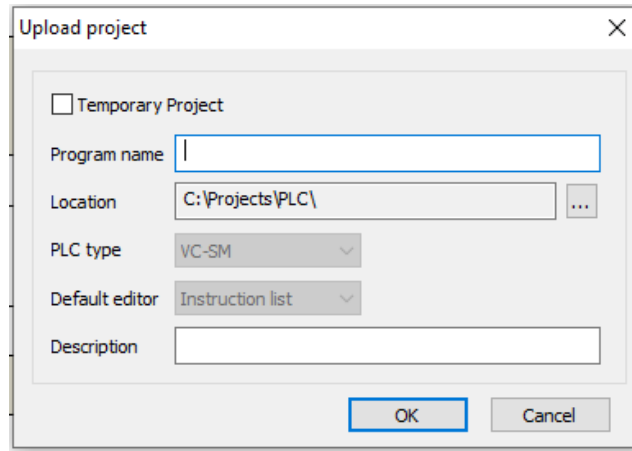 Upload project
Temporary Project
Program name
Location C:\Projects\PLC\ ...
PLC type VC-SM
Default editor Instruction list
Description
OK Cancel